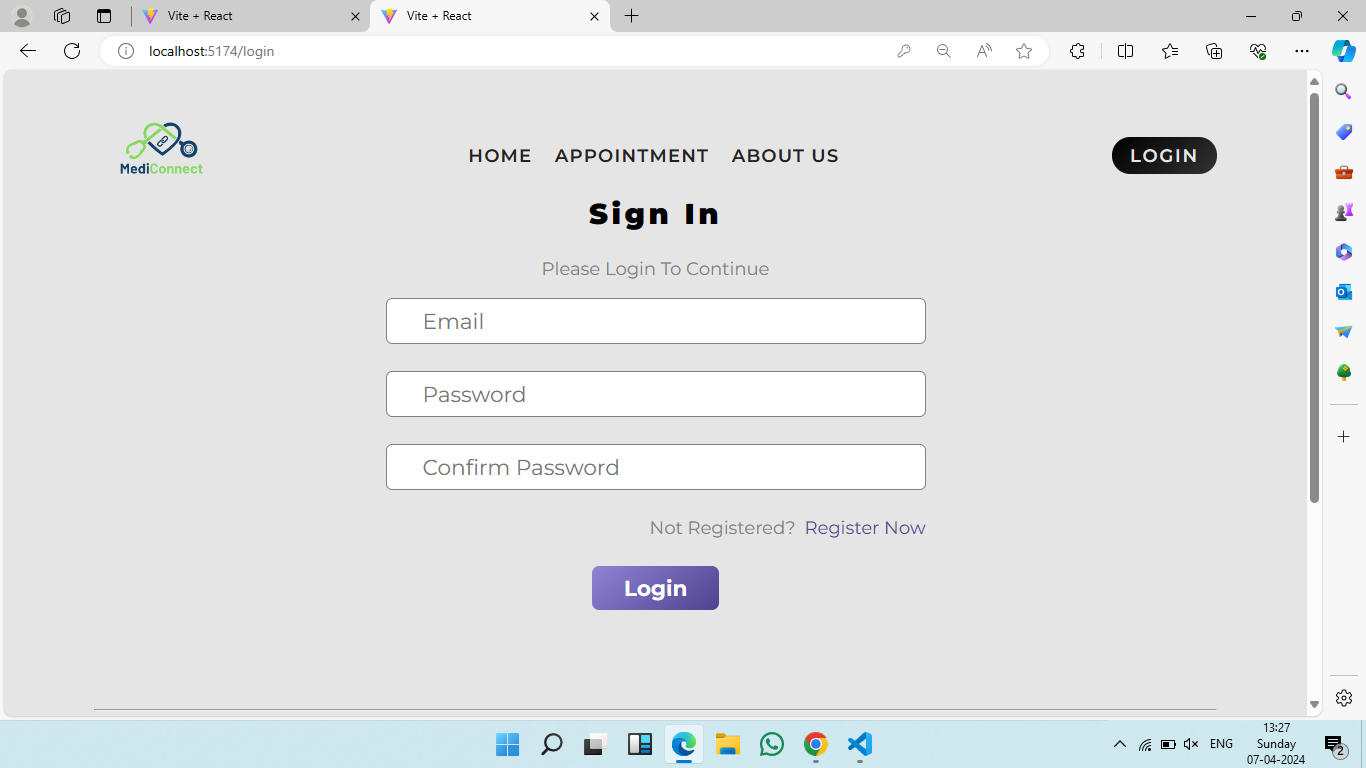 Vite + React
Vite + React
localhost:5174/login
MediConnect
HOME APPOINTMENT ABOUT US
LOGIN
Sign In
Please Login To Continue
Email
Password
Confirm Password
Not Registered? Register Now
Login
ENG
13:27
Sunday
07-04-2024
2